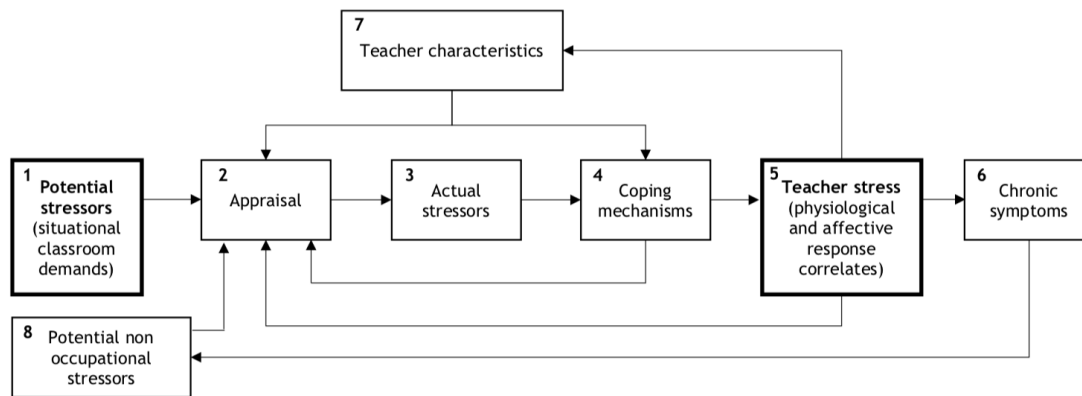 7
Teacher characteristics
1
Potential
stressors
(situational
classroom
demands)
2
Appraisal
3
Actual
stressors
4
Coping
mechanisms
5
Teacher stress
(physiological
and affective
response
correlates)
6
Chronic
symptoms
8 Potential non
occupational
stressors